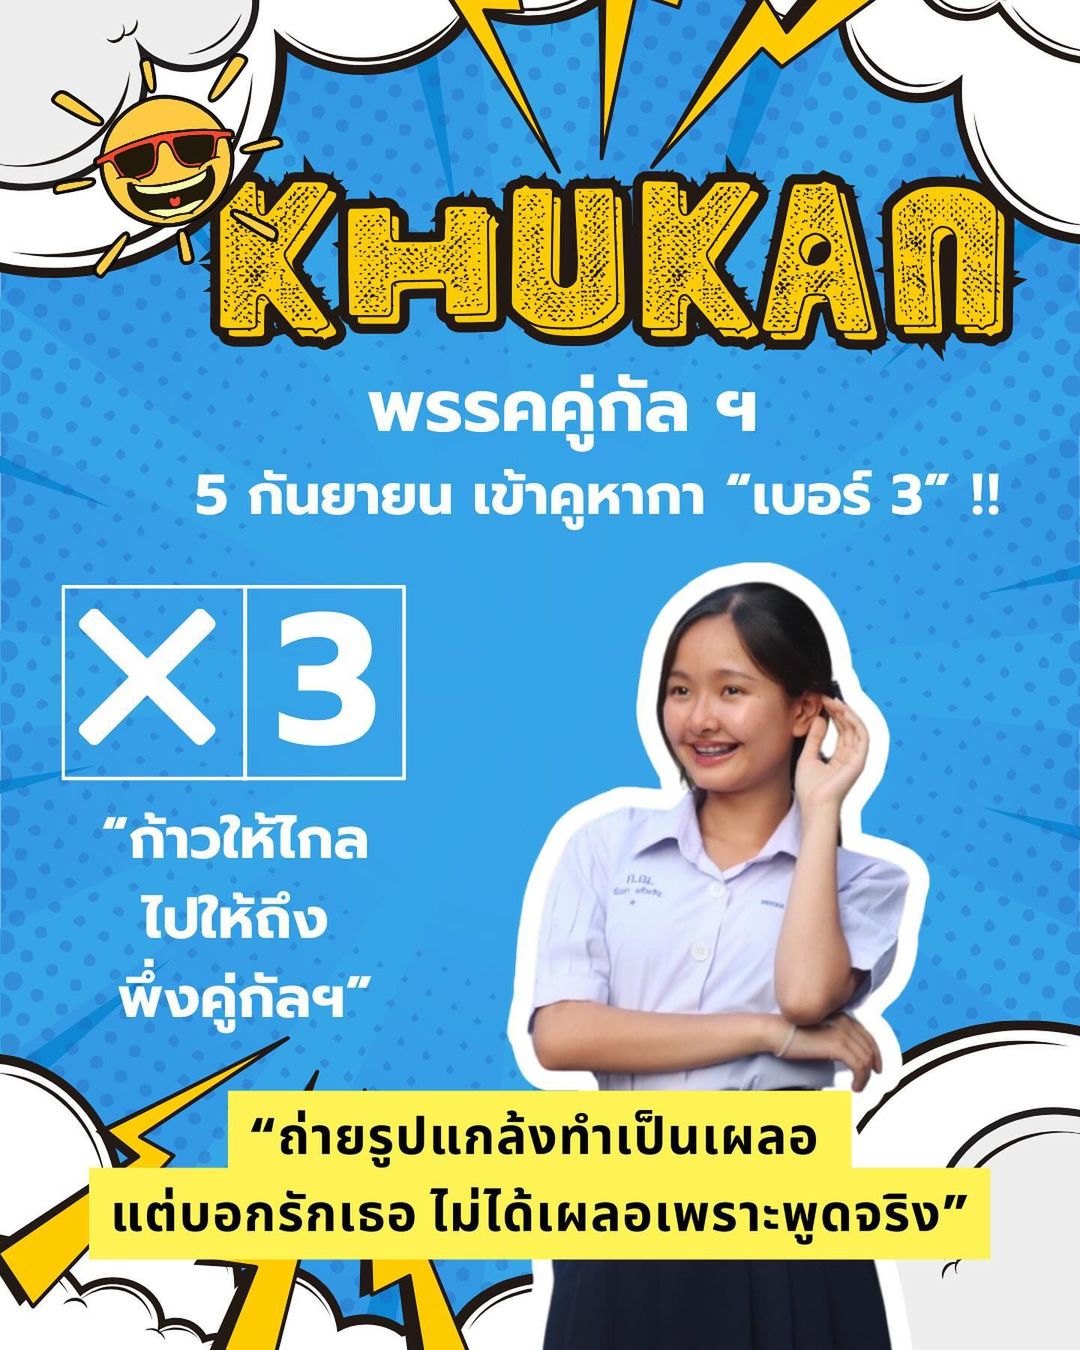 KHUKAN
พรรคคู่กัล ฯ
5 กันยายน เข้าคูหากา “เบอร์ 3” !!
X 3
“ก้าวให้ไกล
ไปให้ถึง
พึ่งคู่กัลฯ”
“ถ่ายรูปแกล้งทำเป็นเผลอ
แต่บอกรักเธอ ไม่ได้เผลอเพราะพูดจริง”